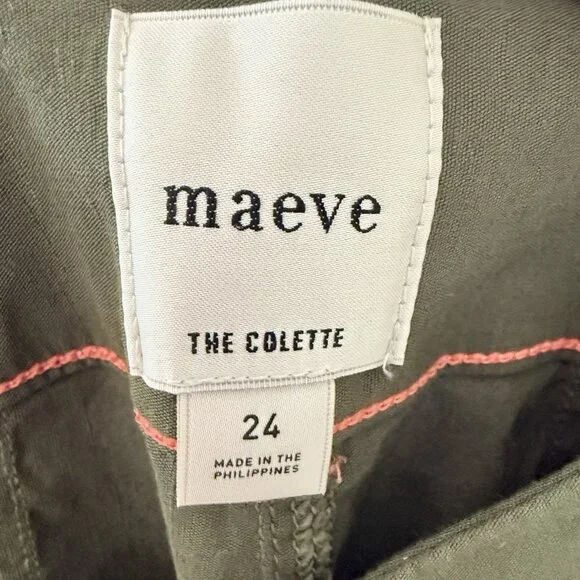 maeve
THE COLETTE
24
MADE IN THE
PHILIPPINES